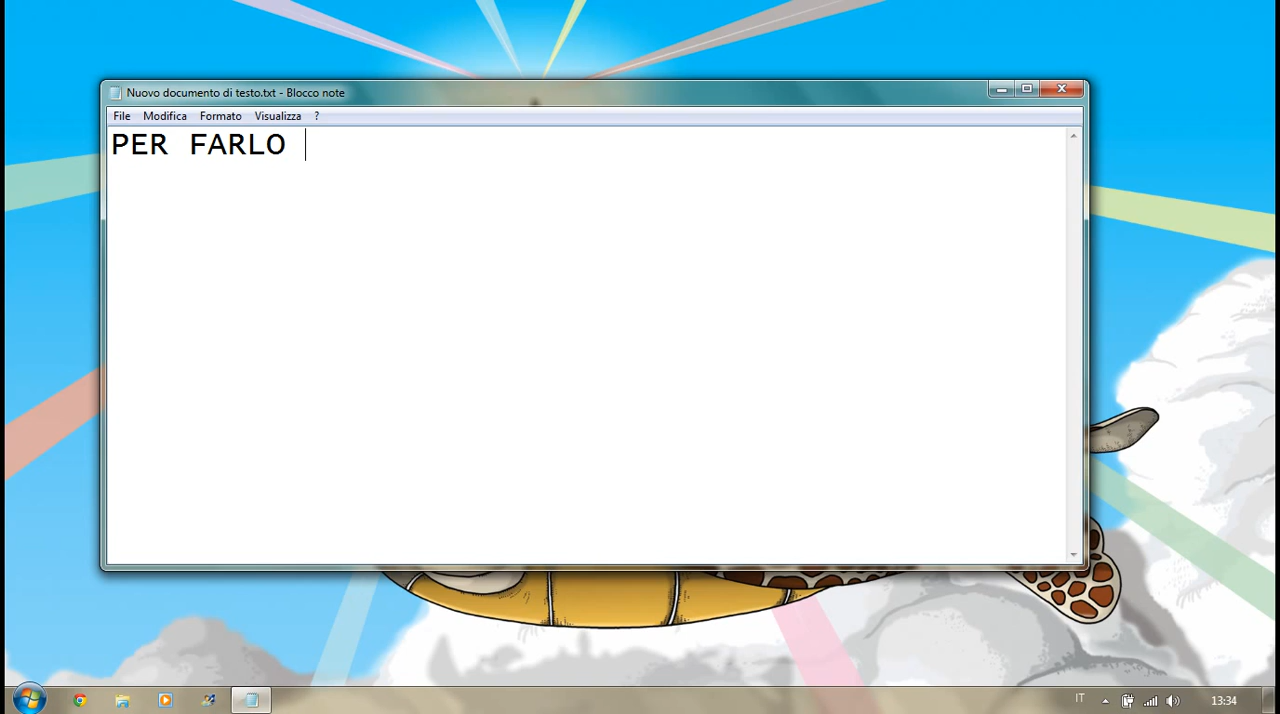 Nuovo documento di testo.txt - Blocco note
File Modifica Formato Visualizza ?
PER FARLO
IT 13:34